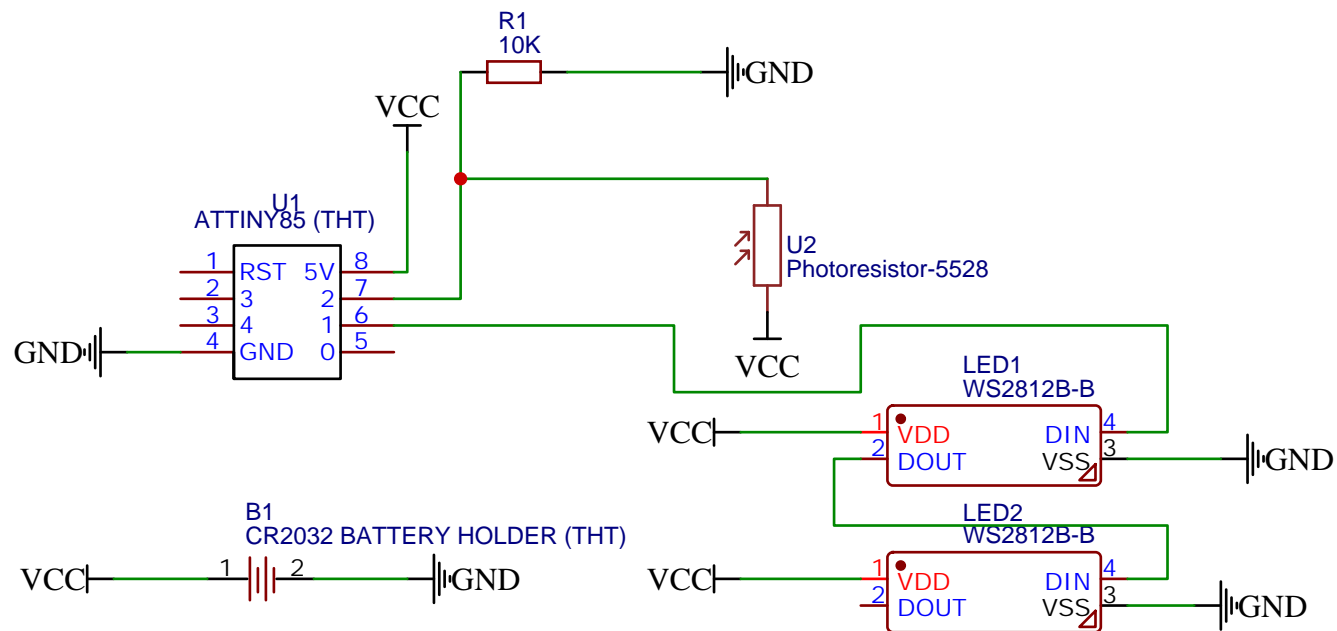 R1
10K
GND
VCC
U1
ATTINY85 (THT)
1 RST 5V 8
2 3 2 7
3 4 1 6
4 GND 0 5
GND
U2
Photoresistor-5528
VCC
LED1
WS2812B-B
VCC
1 VDD DIN 4
2 DOUT VSS 3
GND
B1
CR2032 BATTERY HOLDER (THT)
VCC
1 2
GND
LED2
WS2812B-B
VCC
1 VDD DIN 4
2 DOUT VSS 3
GND